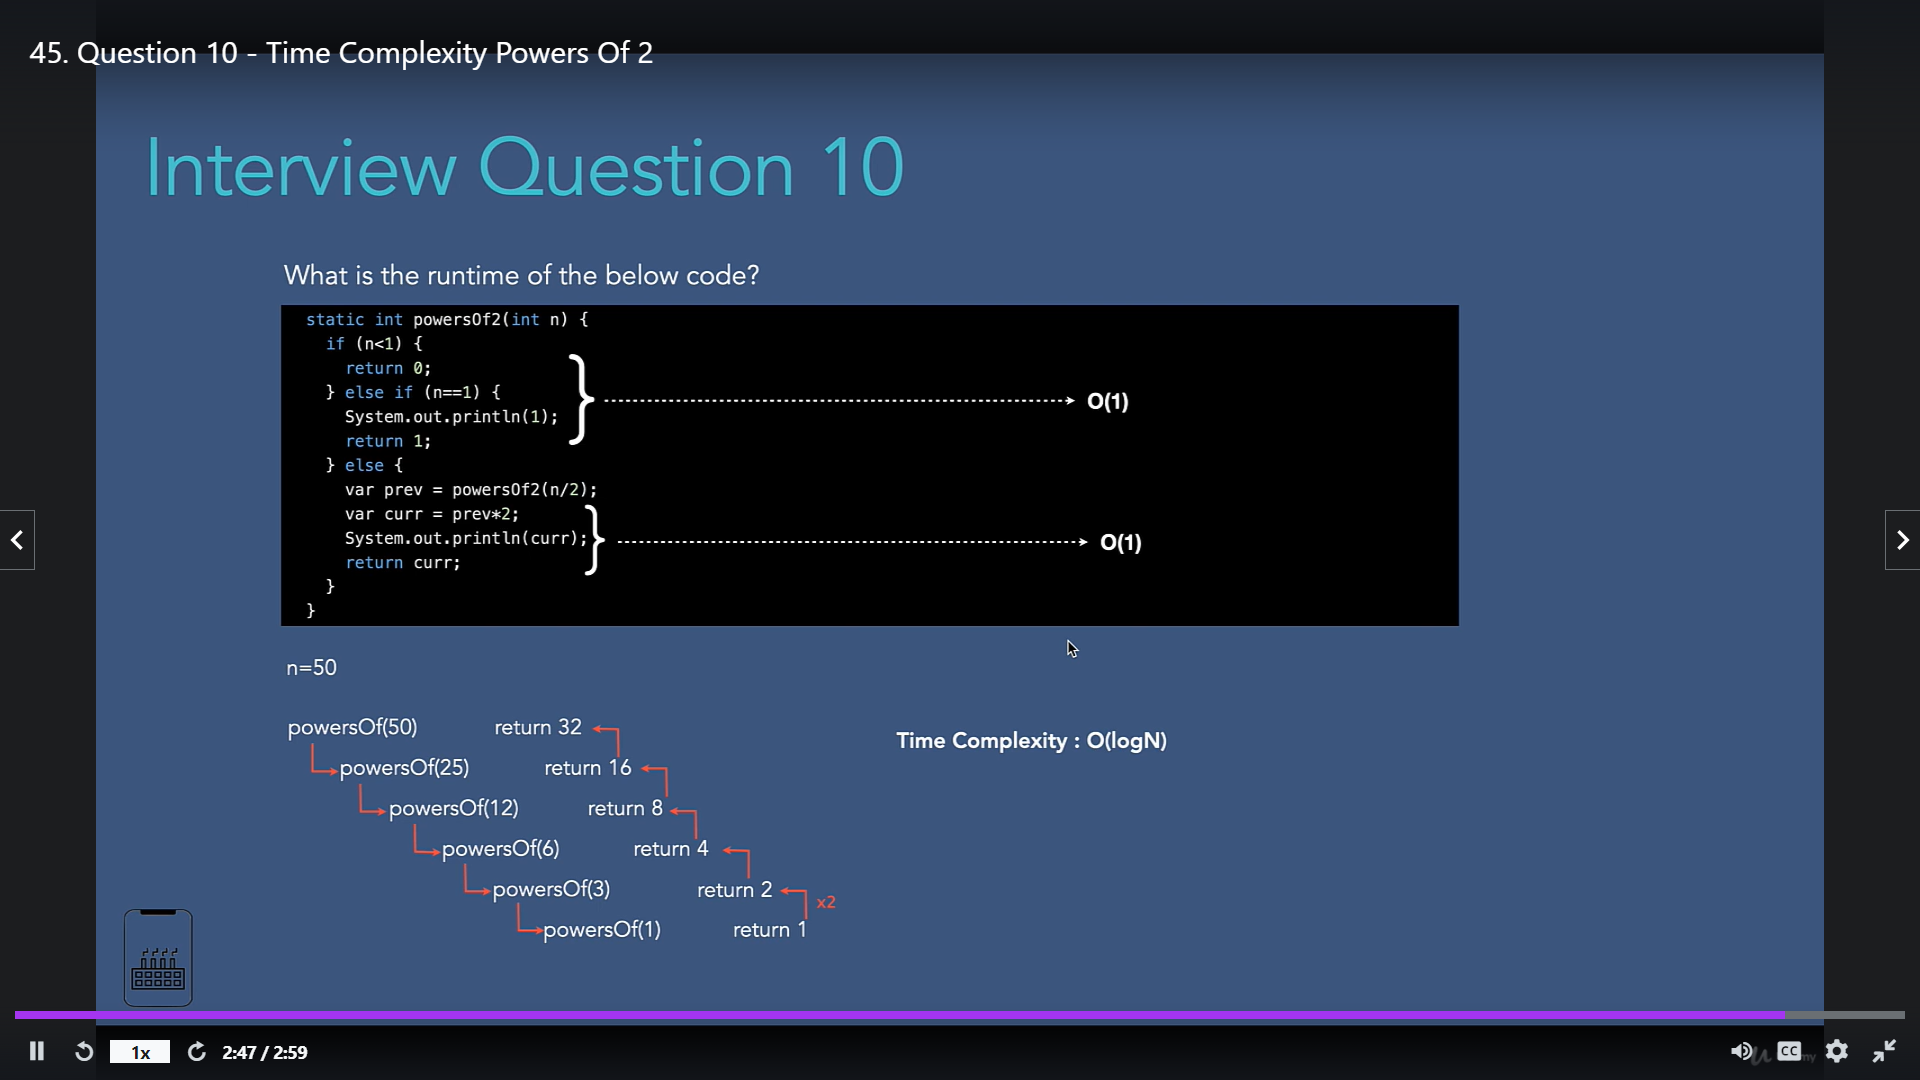 45. Question 10 - Time Complexity Powers Of 2
Interview Question 10
What is the runtime of the below code?
static int powersOf2(int n) {
if (n<1) {
return 0;
} else if (n==1) {
System.out.println(1);
return 1;
} else {
var prev = powersOf2(n/2);
var curr = prev*2;
System.out.println(curr);
return curr;
}
}
O(1)
O(1)
n=50
powersOf(50) return 32
powersOf(25) return 16
powersOf(12) return 8
powersOf(6) return 4
powersOf(3) return 2
x2
powersOf(1) return 1
Time Complexity : O(logN)
1x
2:47 / 2:59
CC